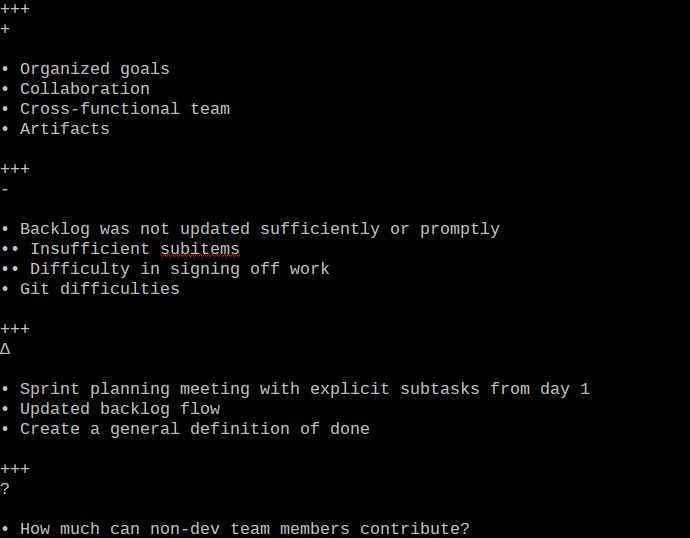 +++
+
• Organized goals
• Collaboration
• Cross-functional team
• Artifacts
+++
-
• Backlog was not updated sufficiently or promptly
•• Insufficient subitems
•• Difficulty in signing off work
• Git difficulties
+++
Δ
• Sprint planning meeting with explicit subtasks from day 1
• Updated backlog flow
• Create a general definition of done
+++
?
• How much can non-dev team members contribute?